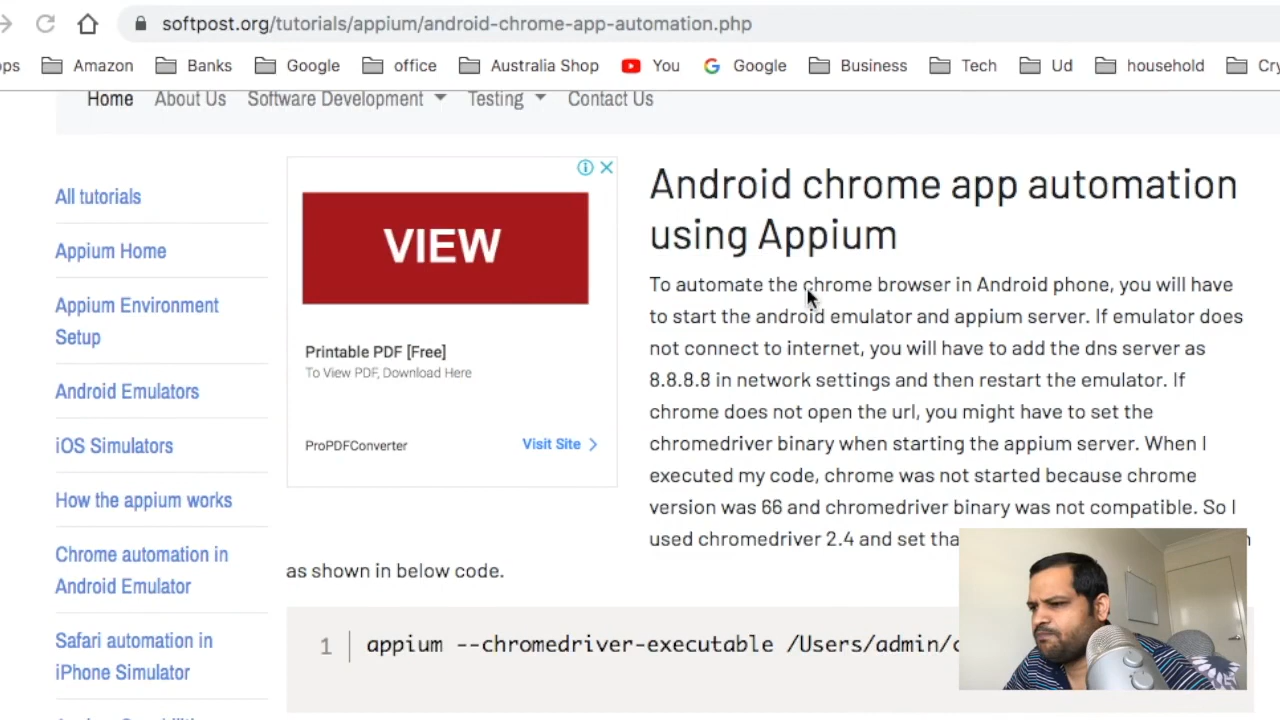 softpost.org/tutorials/appium/android-chrome-app-automation.php
ps Amazon Banks Google office Australia Shop You Google Business Tech Ud household Cry
Home About Us Software Development Testing Contact Us
All tutorials
Appium Home
Appium Environment
Setup
Android Emulators
iOS Simulators
How the appium works
Chrome automation in
Android Emulator
Safari automation in
iPhone Simulator
VIEW
Printable PDF [Free]
To View PDF, Download Here
ProPDFConverter
Visit Site
Android chrome app automation
using Appium
To automate the chrome browser in Android phone, you will have
to start the android emulator and appium server. If emulator does
not connect to internet, you will have to add the dns server as
8.8.8.8 in network settings and then restart the emulator. If
chrome does not open the url, you might have to set the
chromedriver binary when starting the appium server. When I
executed my code, chrome was not started because chrome
version was 66 and chromedriver binary was not compatible. So I
used chromedriver 2.4 and set tha
as shown in below code.
1 appium --chromedriver-executable /Users/admin/c